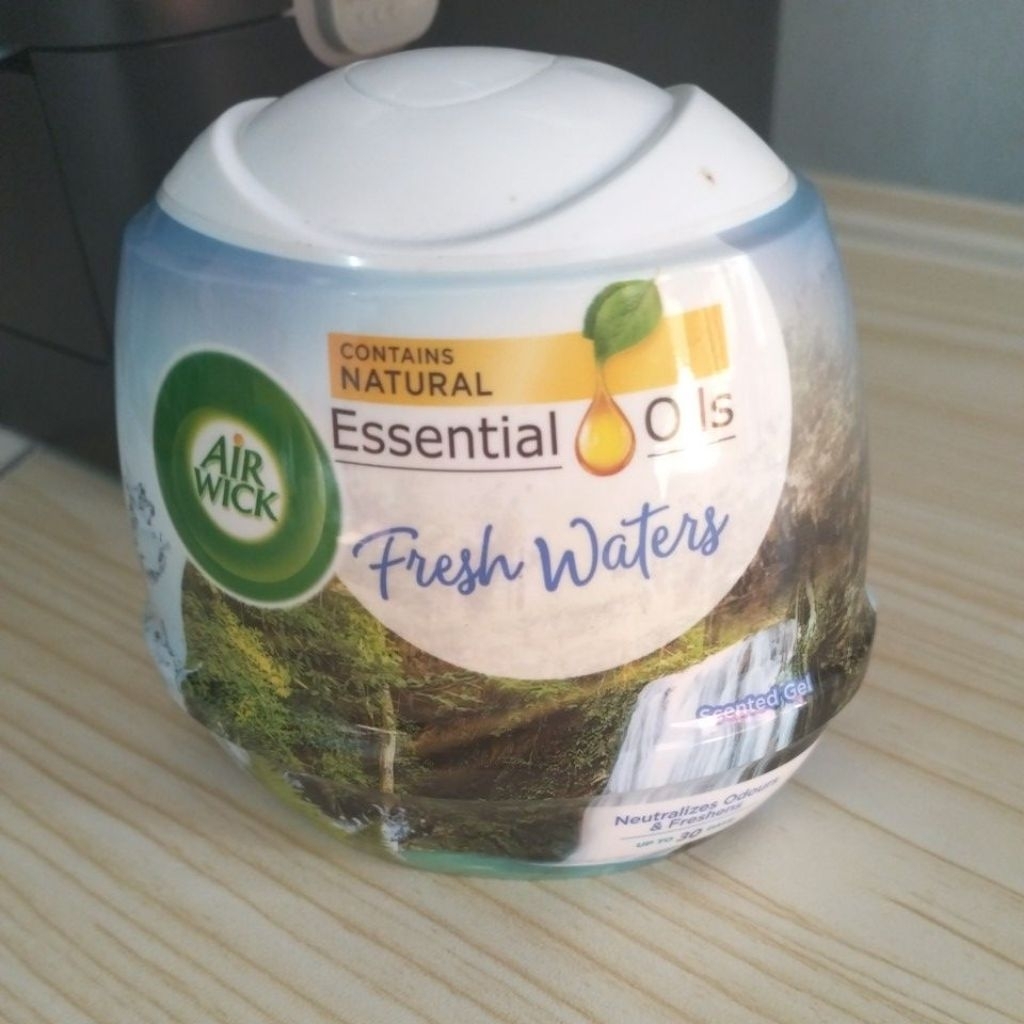 CONTAINS
NATURAL
Essential Oils
AIR
WICK
Fresh Waters
Scented Gel
Neutralizes Odours
& Freshens
UP TO 30